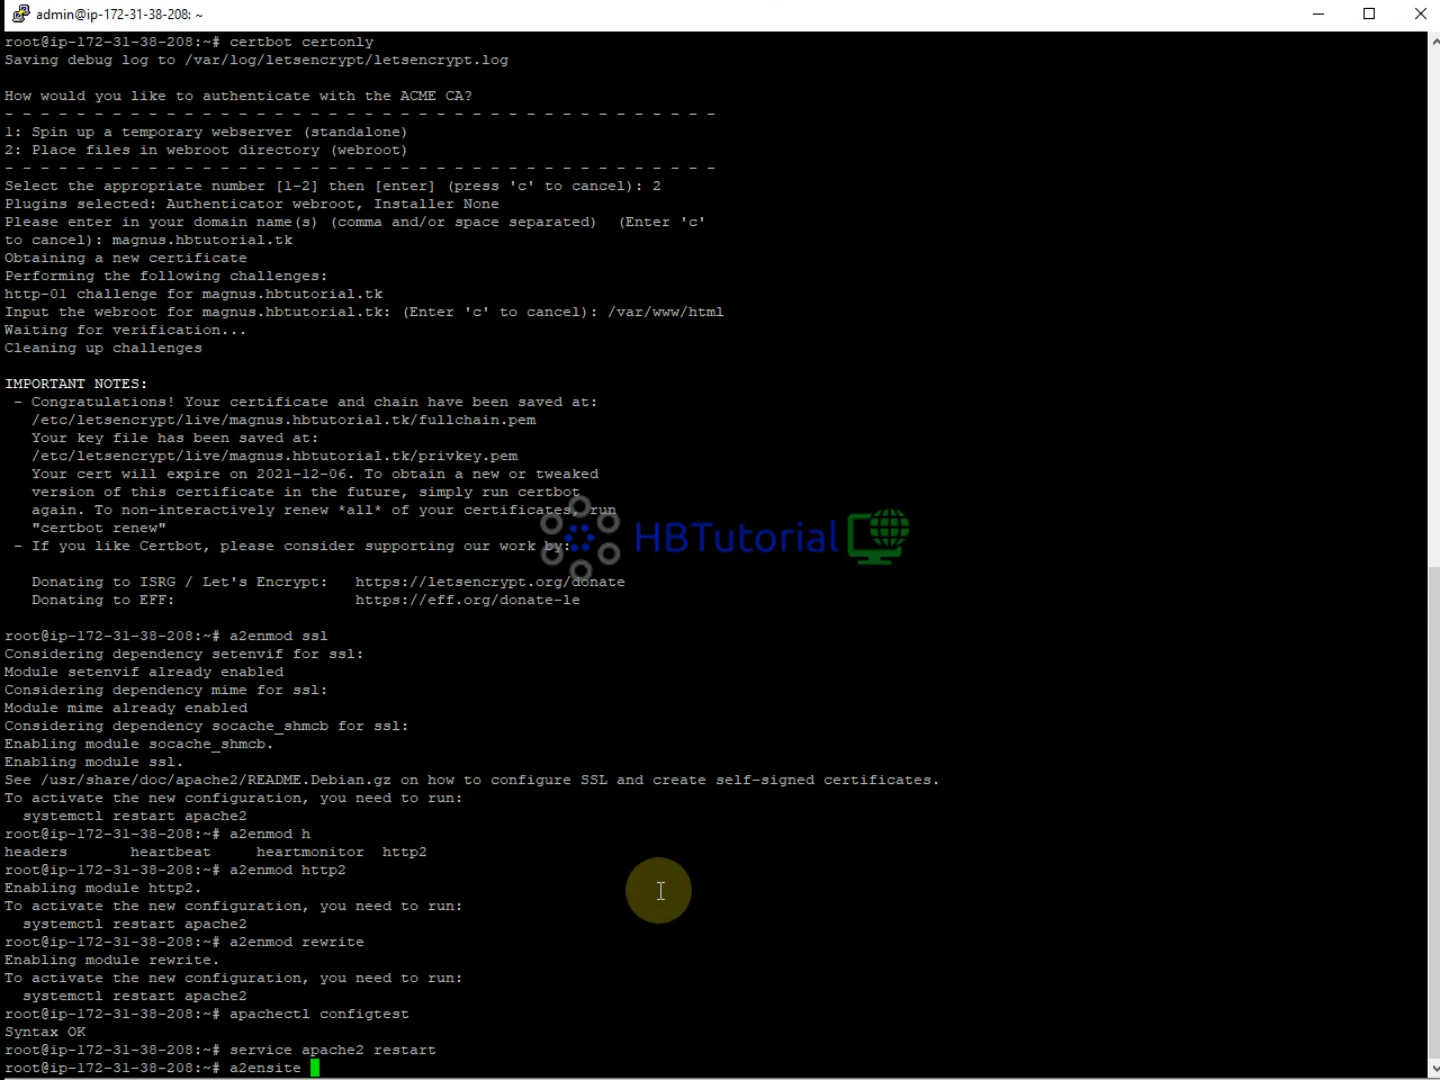 admin@ip-172-31-38-208: ~
root@ip-172-31-38-208:~# certbot certonly
Saving debug log to /var/log/letsencrypt/letsencrypt.log
How would you like to authenticate with the ACME CA?
- - - - - - - - - - - - - - - - - - - - - - - - - - - - - - - - - - - - - - - -
1: Spin up a temporary webserver (standalone)
2: Place files in webroot directory (webroot)
- - - - - - - - - - - - - - - - - - - - - - - - - - - - - - - - - - - - - - - -
Select the appropriate number [1-2] then [enter] (press 'c' to cancel): 2
Plugins selected: Authenticator webroot, Installer None
Please enter in your domain name(s) (comma and/or space separated)  (Enter 'c'
to cancel): magnus.hbtutorial.tk
Obtaining a new certificate
Performing the following challenges:
http-01 challenge for magnus.hbtutorial.tk
Input the webroot for magnus.hbtutorial.tk: (Enter 'c' to cancel): /var/www/html
Waiting for verification...
Cleaning up challenges
IMPORTANT NOTES:
- Congratulations! Your certificate and chain have been saved at:
/etc/letsencrypt/live/magnus.hbtutorial.tk/fullchain.pem
Your key file has been saved at:
/etc/letsencrypt/live/magnus.hbtutorial.tk/privkey.pem
Your cert will expire on 2021-12-06. To obtain a new or tweaked
version of this certificate in the future, simply run certbot
again. To non-interactively renew *all* of your certificates, run
"certbot renew"
- If you like Certbot, please consider supporting our work by:
HBTutorial
Donating to ISRG / Let's Encrypt:   https://letsencrypt.org/donate
Donating to EFF:                    https://eff.org/donate-le
root@ip-172-31-38-208:~# a2enmod ssl
Considering dependency setenvif for ssl:
Module setenvif already enabled
Considering dependency mime for ssl:
Module mime already enabled
Considering dependency socache_shmcb for ssl:
Enabling module socache_shmcb.
Enabling module ssl.
See /usr/share/doc/apache2/README.Debian.gz on how to configure SSL and create self-signed certificates.
To activate the new configuration, you need to run:
systemctl restart apache2
root@ip-172-31-38-208:~# a2enmod h
headers       heartbeat     heartmonitor  http2
root@ip-172-31-38-208:~# a2enmod http2
Enabling module http2.
To activate the new configuration, you need to run:
systemctl restart apache2
root@ip-172-31-38-208:~# a2enmod rewrite
Enabling module rewrite.
To activate the new configuration, you need to run:
systemctl restart apache2
root@ip-172-31-38-208:~# apachectl configtest
Syntax OK
root@ip-172-31-38-208:~# service apache2 restart
root@ip-172-31-38-208:~# a2ensite